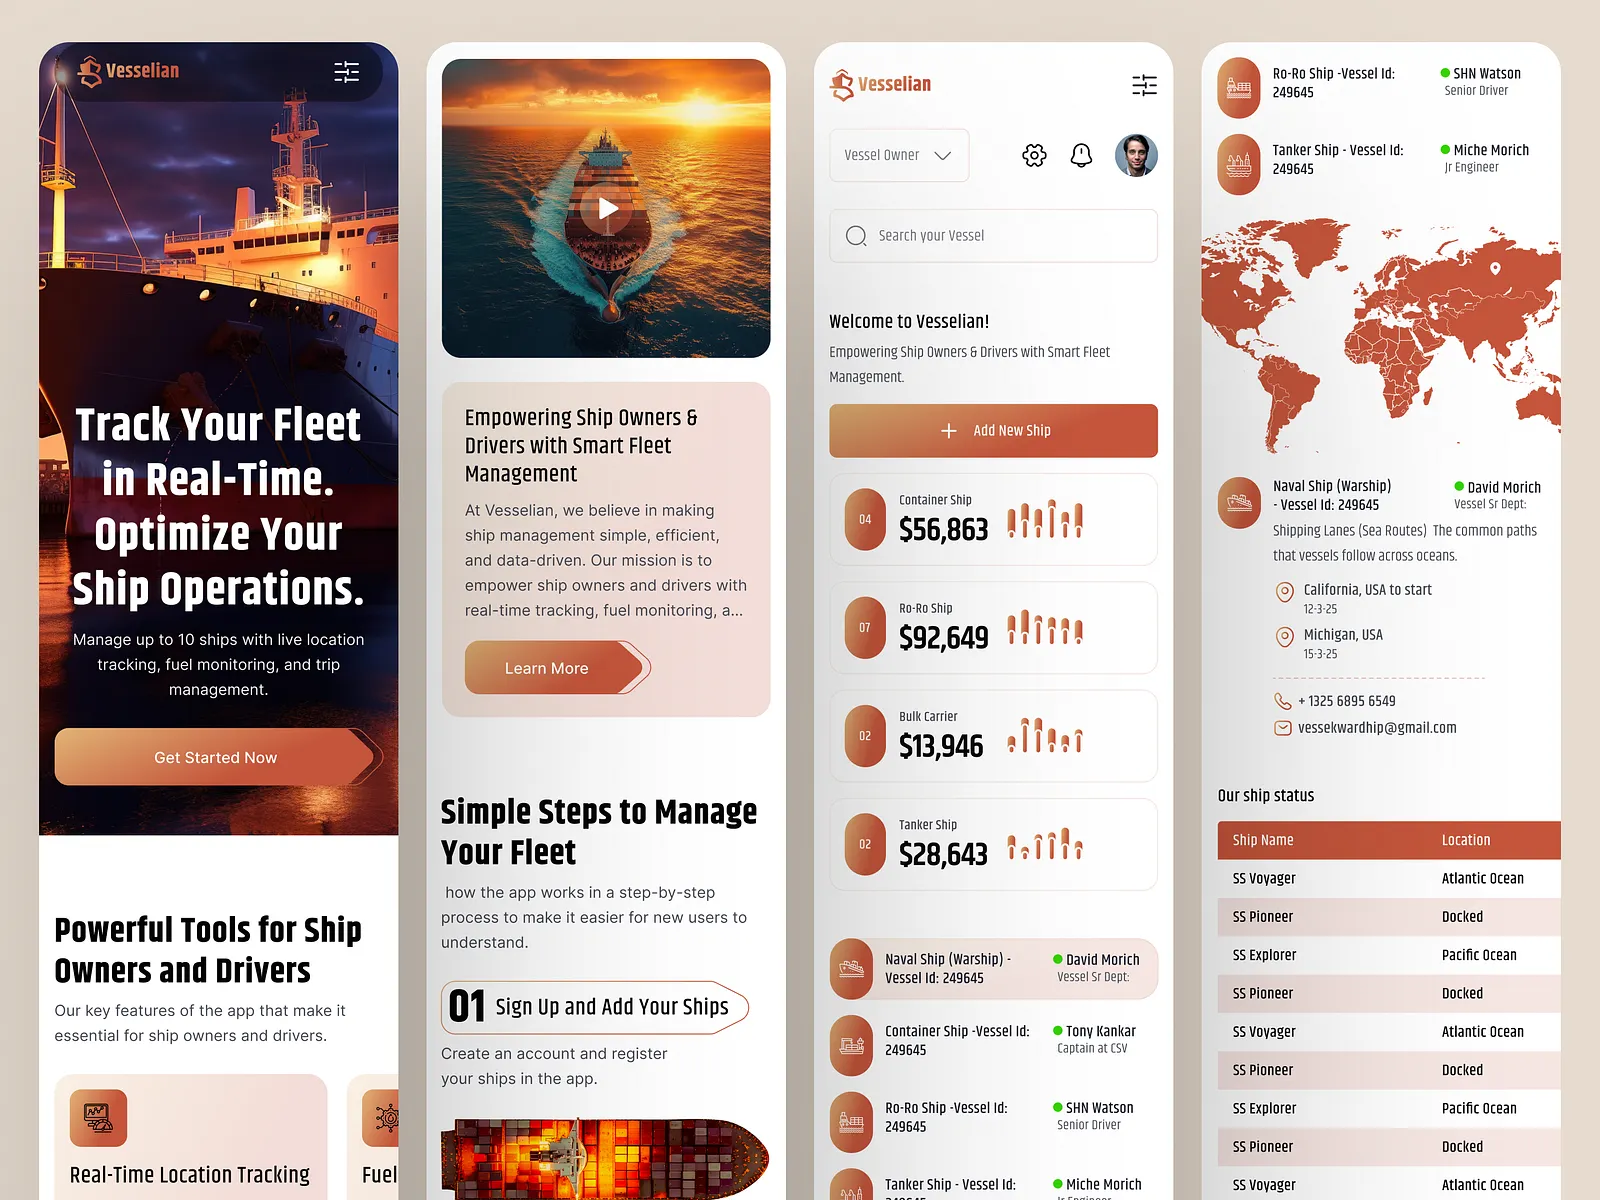 Vesselian
Track Your Fleet
in Real-Time.
Optimize Your
Ship Operations.
Manage up to 10 ships with live location
tracking, fuel monitoring, and trip
management.
Get Started Now
Powerful Tools for Ship
Owners and Drivers
Our key features of the app that make it
essential for ship owners and drivers.
Real-Time Location Tracking
Fuel
Empowering Ship Owners &
Drivers with Smart Fleet
Management
At Vesselian, we believe in making
ship management simple, efficient,
and data-driven. Our mission is to
empower ship owners and drivers with
real-time tracking, fuel monitoring, a...
Learn More
Simple Steps to Manage
Your Fleet
how the app works in a step-by-step
process to make it easier for new users to
understand.
01 Sign Up and Add Your Ships
Create an account and register
your ships in the app.
Vesselian
Vessel Owner
Search your Vessel
Welcome to Vesselian!
Empowering Ship Owners & Drivers with Smart Fleet
Management.
Add New Ship
04
Container Ship
$56,863
07
Ro-Ro Ship
$92,649
02
Bulk Carrier
$13,946
02
Tanker Ship
$28,643
Naval Ship (Warship) -
Vessel Id: 249645
David Morich
Vessel Sr Dept:
Container Ship -Vessel Id:
249645
Tony Kankar
Captain at CSV
Ro-Ro Ship -Vessel Id:
249645
SHN Watson
Senior Driver
Tanker Ship - Vessel Id:
249645
Miche Morich
Jr Engineer
Ro-Ro Ship -Vessel Id:
249645
SHN Watson
Senior Driver
Tanker Ship - Vessel Id:
249645
Miche Morich
Jr Engineer
Naval Ship (Warship)
- Vessel Id: 249645
David Morich
Vessel Sr Dept:
Shipping Lanes (Sea Routes) The common paths
that vessels follow across oceans.
California, USA to start
12-3-25
Michigan, USA
15-3-25
+ 1325 6895 6549
vessekwardhip@gmail.com
Our ship status
Ship Name Location
SS Voyager Atlantic Ocean
SS Pioneer Docked
SS Explorer Pacific Ocean
SS Pioneer Docked
SS Voyager Atlantic Ocean
SS Pioneer Docked
SS Explorer Pacific Ocean
SS Pioneer Docked
SS Voyager Atlantic Ocean